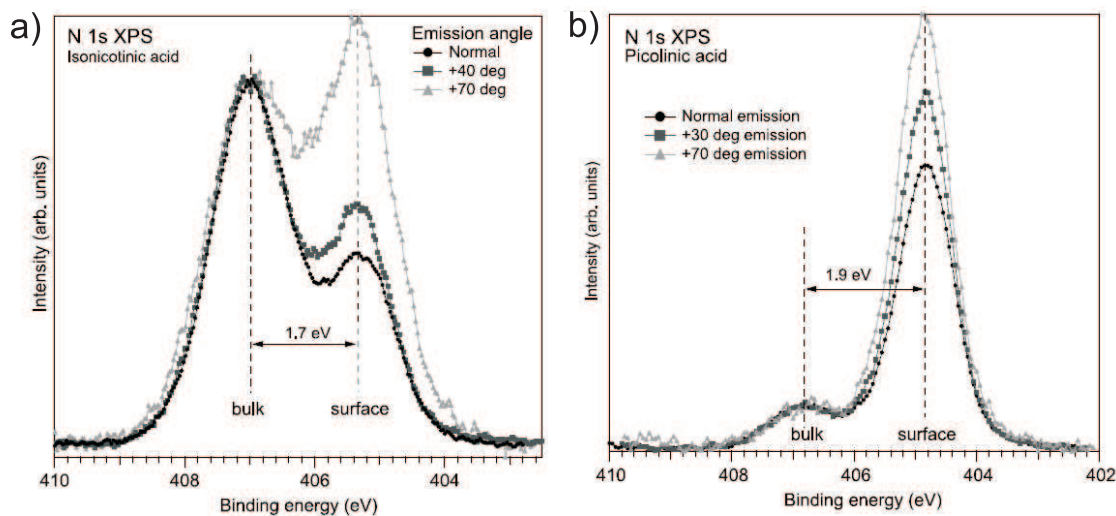 a)
N 1s XPS
Isonicotinic acid
Emission angle
Normal
+40 deg
+70 deg
Intensity (arb. units)
1.7 eV
bulk
surface
410
408
406
404
Binding energy (eV)
b)
N 1s XPS
Picolinic acid
Normal emission
+30 deg emission
+70 deg emission
Intensity (arb. units)
1.9 eV
bulk
surface
410
408
406
404
402
Binding energy (eV)